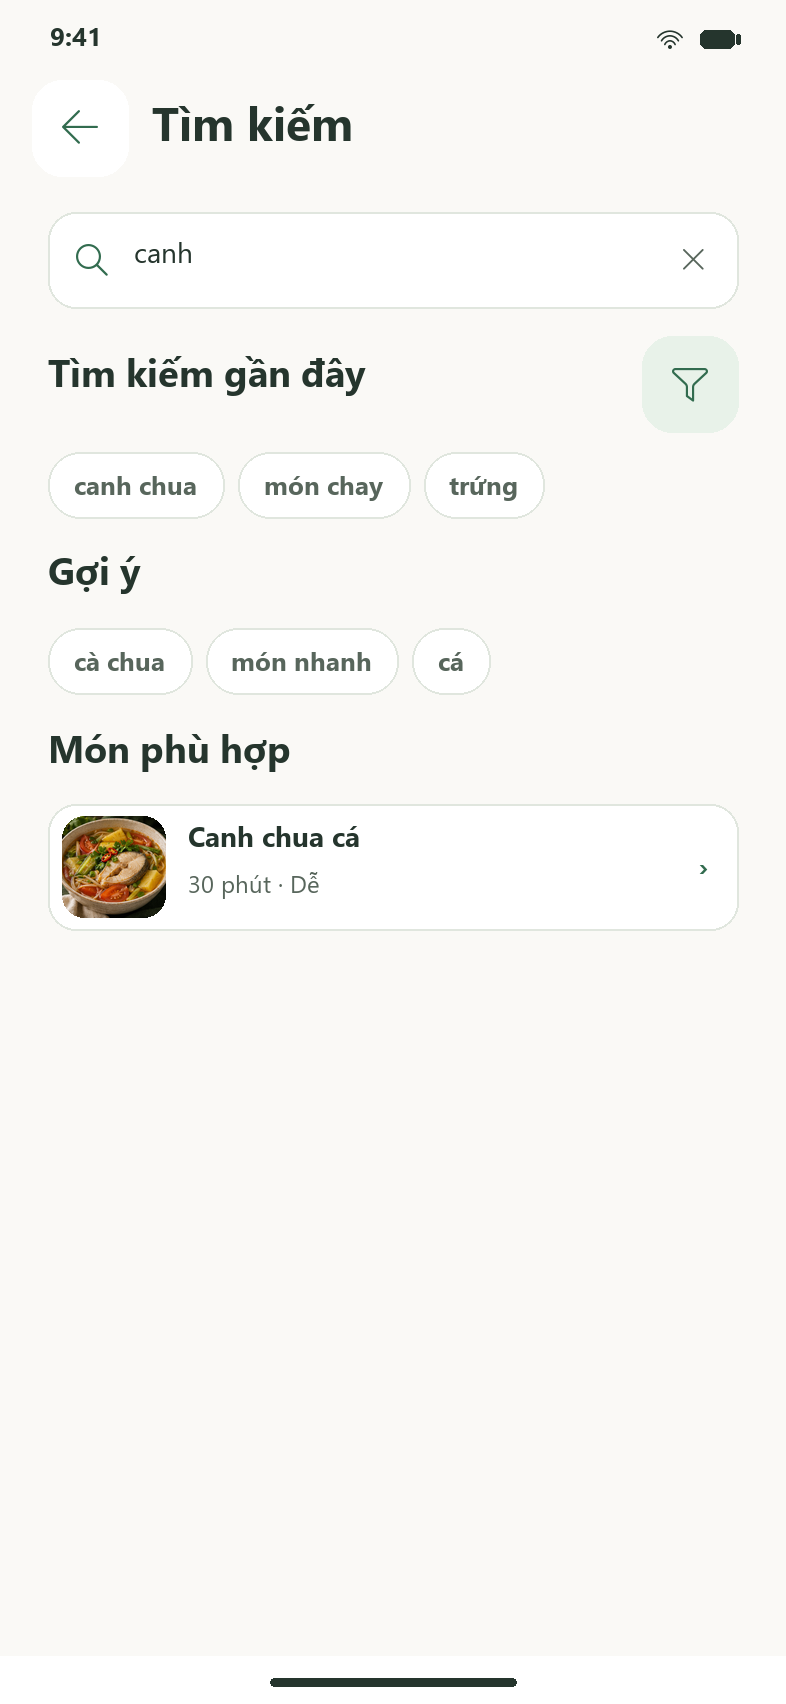 9:41
Tìm kiếm
canh
Tìm kiếm gần đây
canh chua món chay trứng
Gợi ý
cà chua món nhanh cá
Món phù hợp
Canh chua cá
30 phút · Dễ